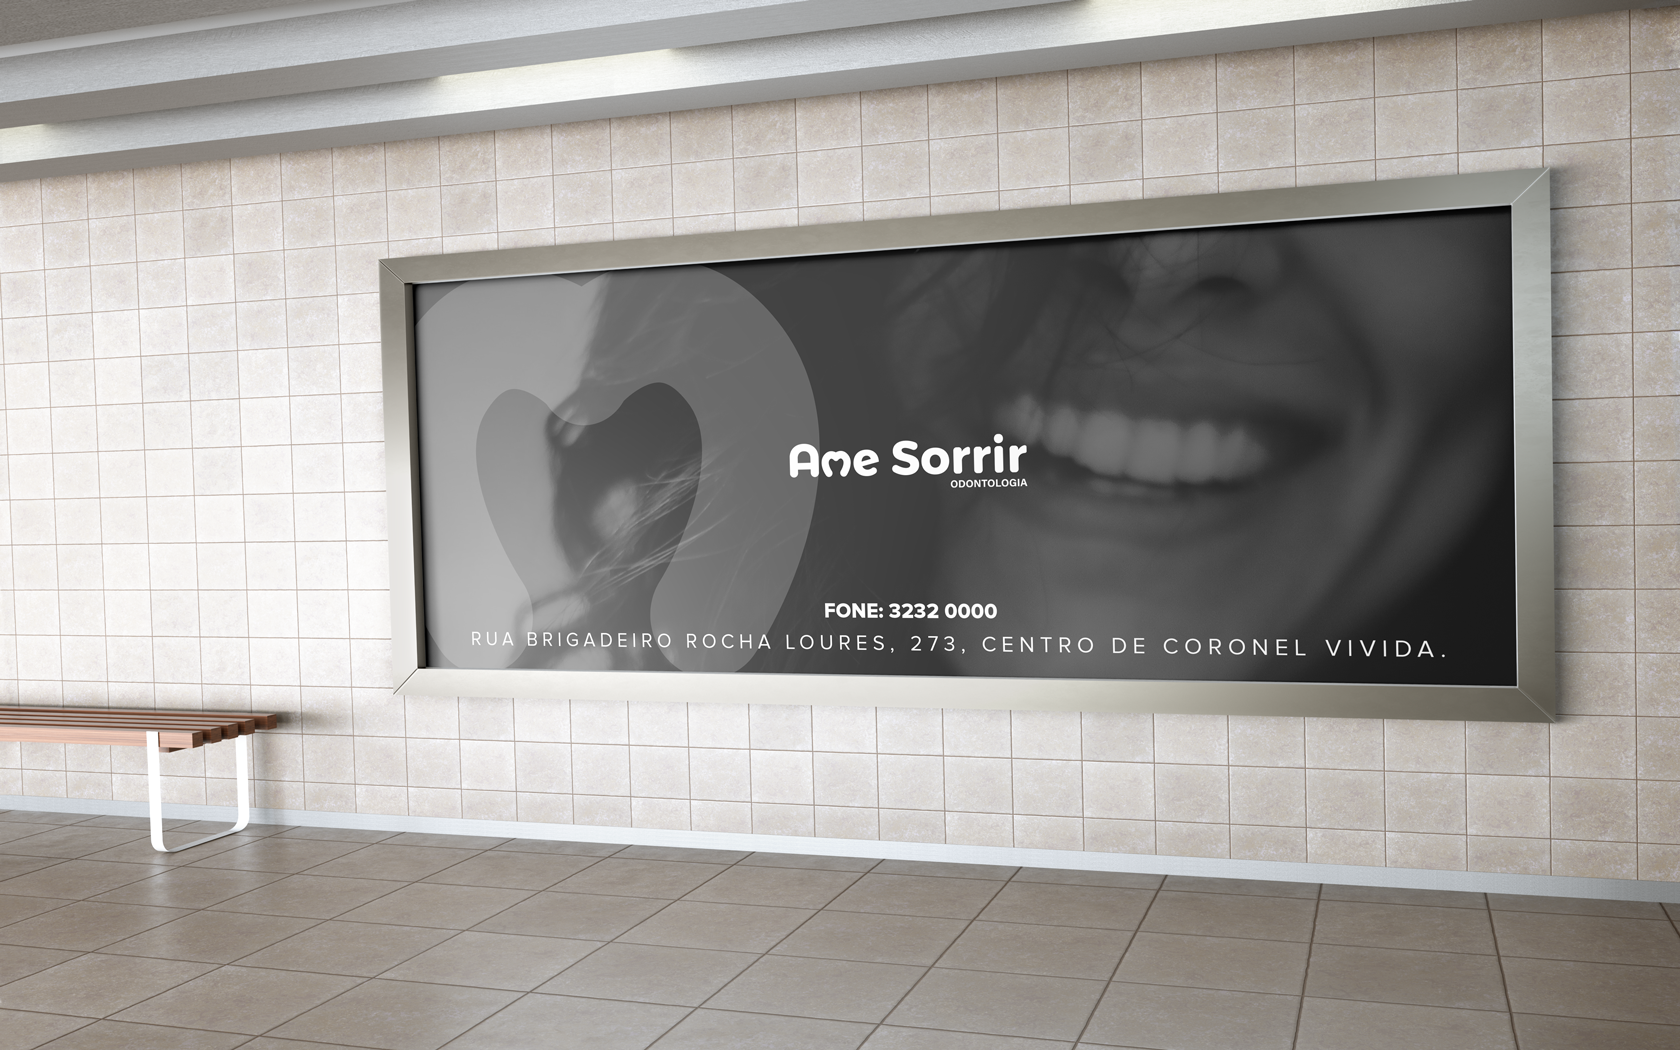 Ame Sorrir
ODONTOLOGIA
FONE: 3232 0000
RUA BRIGADEIRO ROCHA LOURES, 273, CENTRO DE CORONEL VIVIDA.